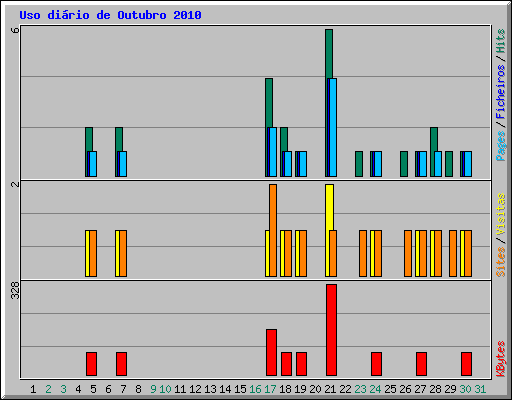 Uso diário de Outubro 2010
6
2
328
Pages / Ficheiros / Hits
Sites / Visitas
KBytes
1 2 3 4 5 6 7 8 9 10 11 12 13 14 15 16 17 18 19 20 21 22 23 24 25 26 27 28 29 30 31